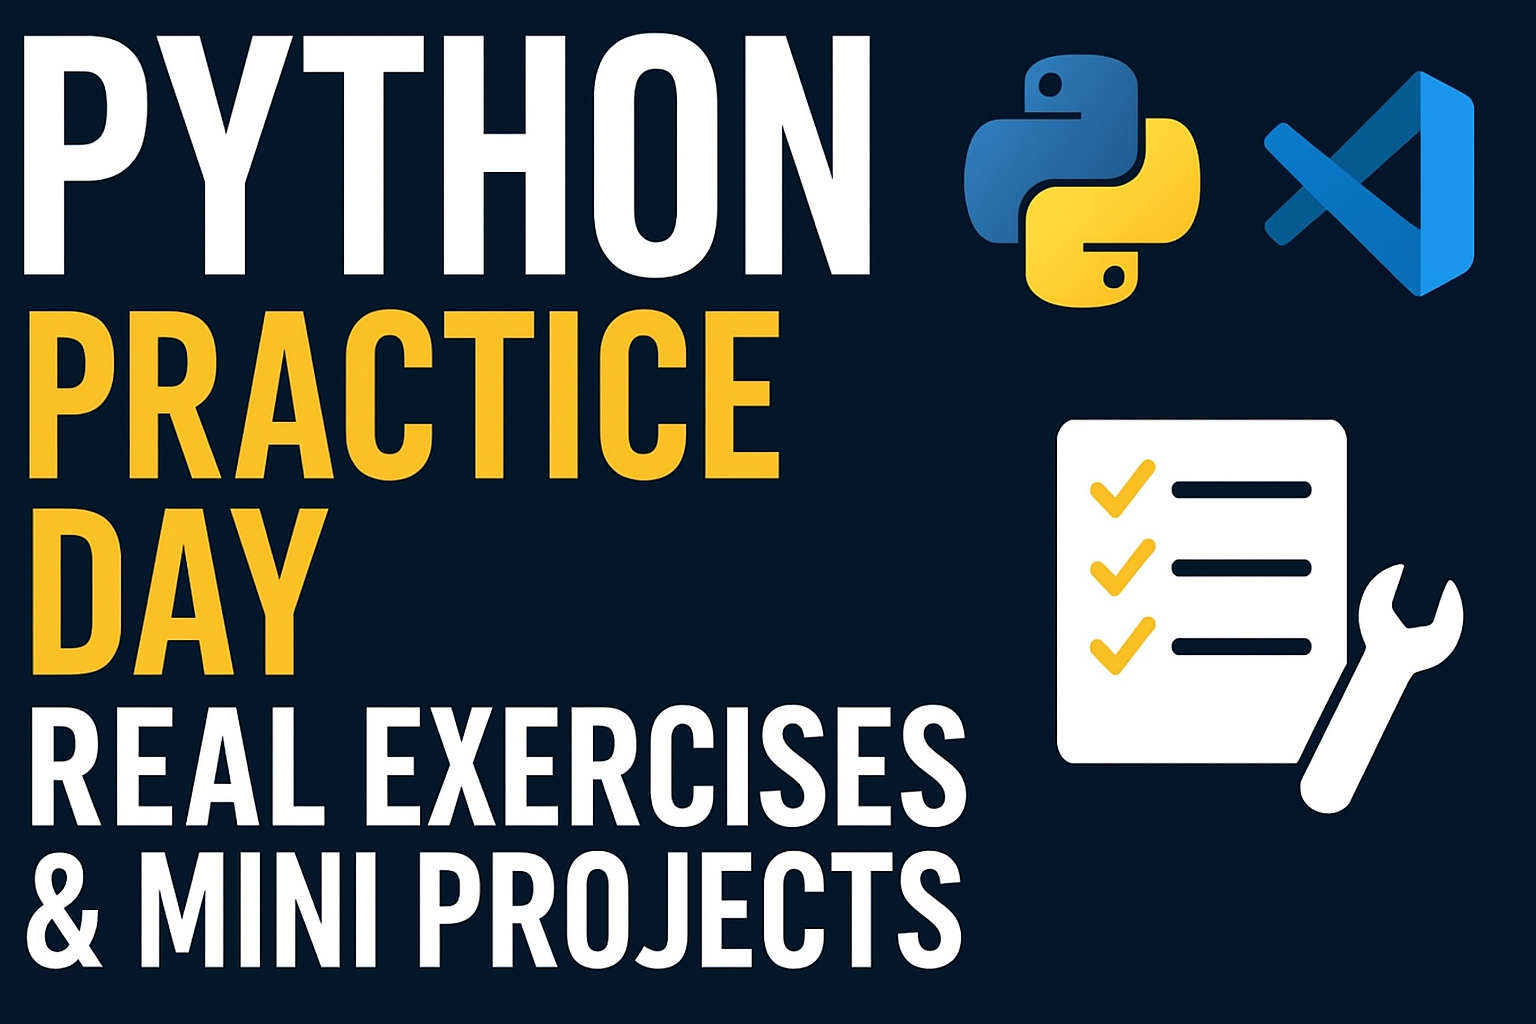 PYTHON
PRACTICE
DAY
REAL EXERCISES
& MINI PROJECTS